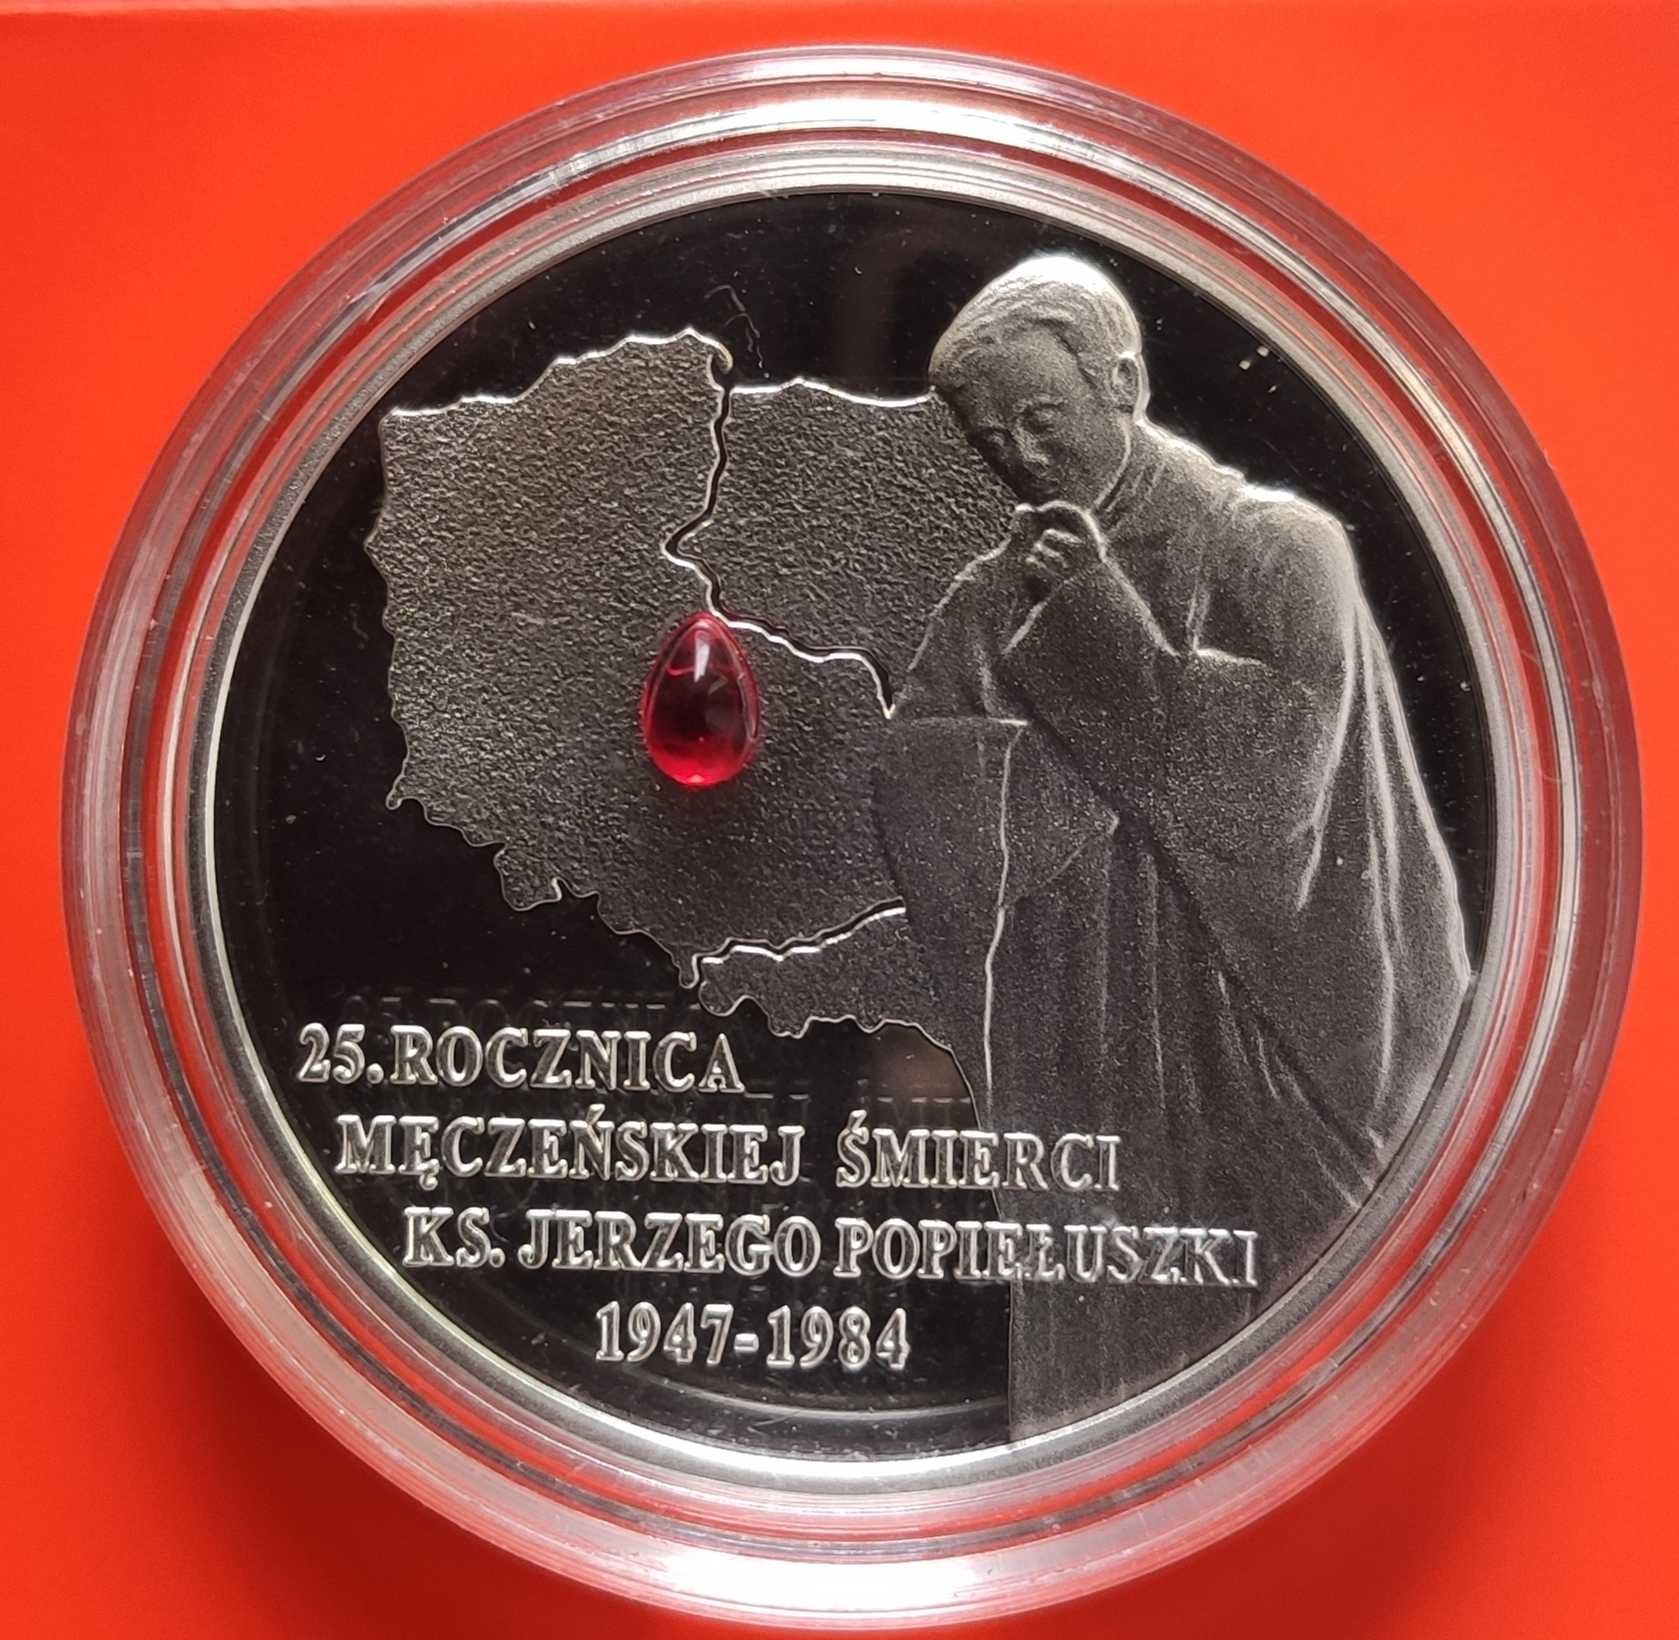 25. ROCZNICA
MĘCZEŃSKIEJ ŚMIERCI
KS. JERZEGO POPIEŁUSZKI
1947-1984